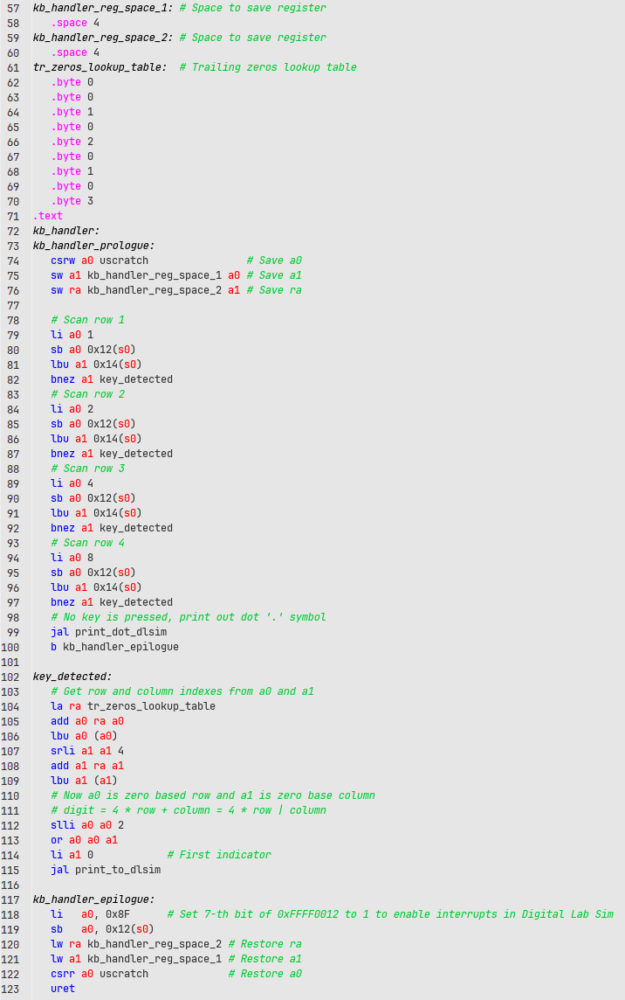 57 kb_handler_reg_space_1: # Space to save register
58    .space 4
59 kb_handler_reg_space_2: # Space to save register
60    .space 4
61 tr_zeros_lookup_table:  # Trailing zeros lookup table
62    .byte 0
63    .byte 0
64    .byte 1
65    .byte 0
66    .byte 2
67    .byte 0
68    .byte 1
69    .byte 0
70    .byte 3
71 .text
72 kb_handler:
73 kb_handler_prologue:
74    csrw a0 uscratch                # Save a0
75    sw a1 kb_handler_reg_space_1 a0 # Save a1
76    sw ra kb_handler_reg_space_2 a1 # Save ra
77
78    # Scan row 1
79    li a0 1
80    sb a0 0x12(s0)
81    lbu a1 0x14(s0)
82    bnez a1 key_detected
83    # Scan row 2
84    li a0 2
85    sb a0 0x12(s0)
86    lbu a1 0x14(s0)
87    bnez a1 key_detected
88    # Scan row 3
89    li a0 4
90    sb a0 0x12(s0)
91    lbu a1 0x14(s0)
92    bnez a1 key_detected
93    # Scan row 4
94    li a0 8
95    sb a0 0x12(s0)
96    lbu a1 0x14(s0)
97    bnez a1 key_detected
98    # No key is pressed, print out dot '.' symbol
99    jal print_dot_dlsim
100    b kb_handler_epilogue
101
102 key_detected:
103    # Get row and column indexes from a0 and a1
104    la ra tr_zeros_lookup_table
105    add a0 ra a0
106    lbu a0 (a0)
107    srli a1 a1 4
108    add a1 ra a1
109    lbu a1 (a1)
110    # Now a0 is zero based row and a1 is zero base column
111    # digit = 4 * row + column = 4 * row | column
112    slli a0 a0 2
113    or a0 a0 a1
114    li a1 0            # First indicator
115    jal print_to_dlsim
116
117 kb_handler_epilogue:
118    li   a0, 0x8F      # Set 7-th bit of 0xFFFF0012 to 1 to enable interrupts in Digital Lab Sim
119    sb   a0, 0x12(s0)
120    lw ra kb_handler_reg_space_2 # Restore ra
121    lw a1 kb_handler_reg_space_1 # Restore a1
122    csrr a0 uscratch             # Restore a0
123    uret